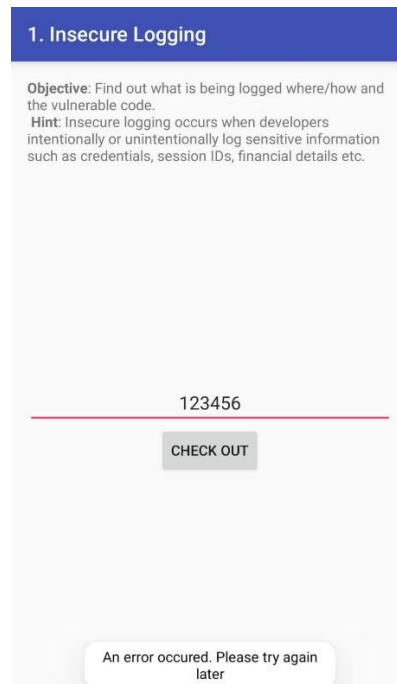 1. Insecure Logging
Objective: Find out what is being logged where/how and
the vulnerable code.
Hint: Insecure logging occurs when developers
intentionally or unintentionally log sensitive information
such as credentials, session IDs, financial details etc.
123456
CHECK OUT
An error occured. Please try again
later